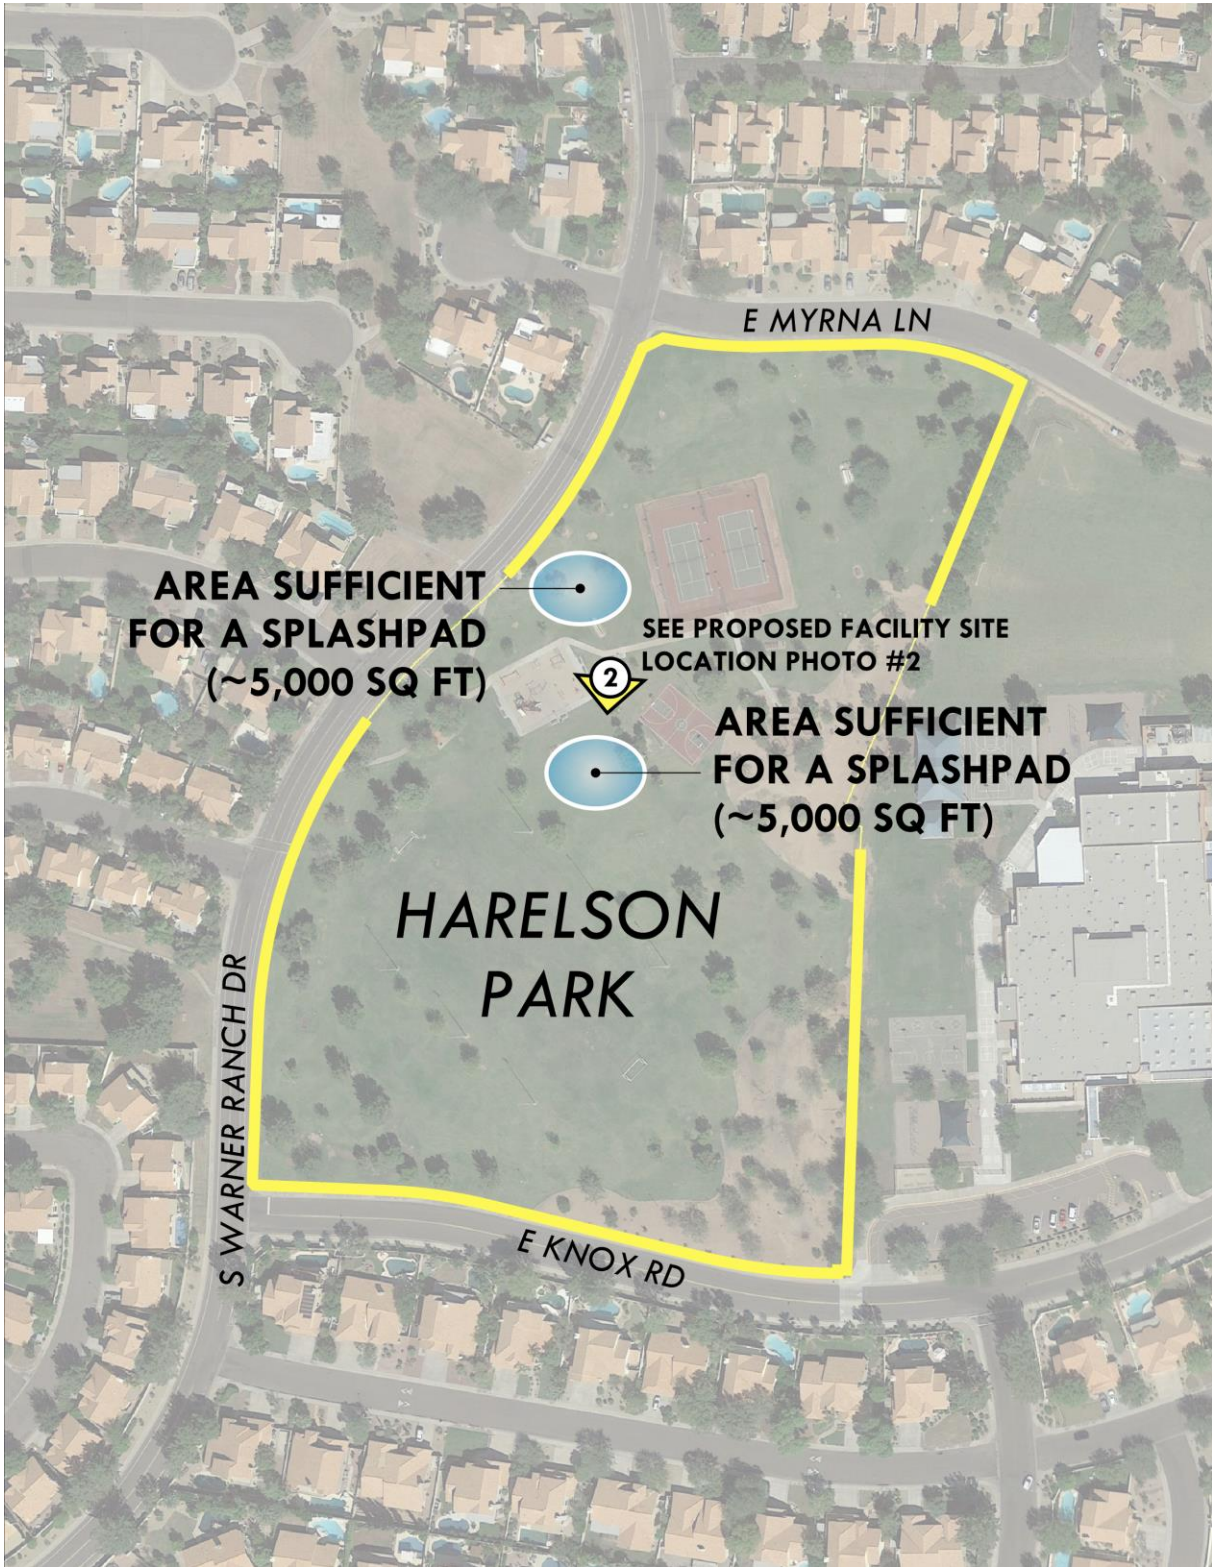 E MYRNA LN
AREA SUFFICIENT
FOR A SPLASHPAD
(~5,000 SQ FT)
SEE PROPOSED FACILITY SITE
LOCATION PHOTO #2
2
AREA SUFFICIENT
FOR A SPLASHPAD
(~5,000 SQ FT)
HARELSON
PARK
S WARNER RANCH DR
E KNOX RD